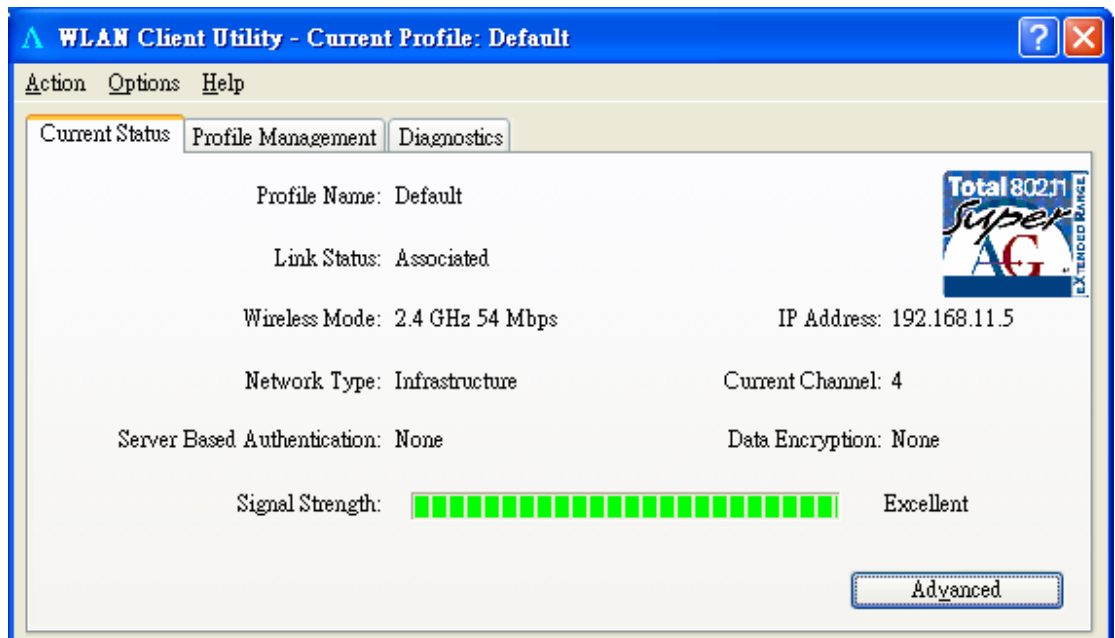 WLAN Client Utility - Current Profile: Default
Action Options Help
Current Status Profile Management Diagnostics
Total 802.11
Super
AG
EXTENDED RANGE
Profile Name: Default
Link Status: Associated
Wireless Mode: 2.4 GHz 54 Mbps IP Address: 192.168.11.5
Network Type: Infrastructure Current Channel: 4
Server Based Authentication: None Data Encryption: None
Signal Strength: Excellent
Advanced